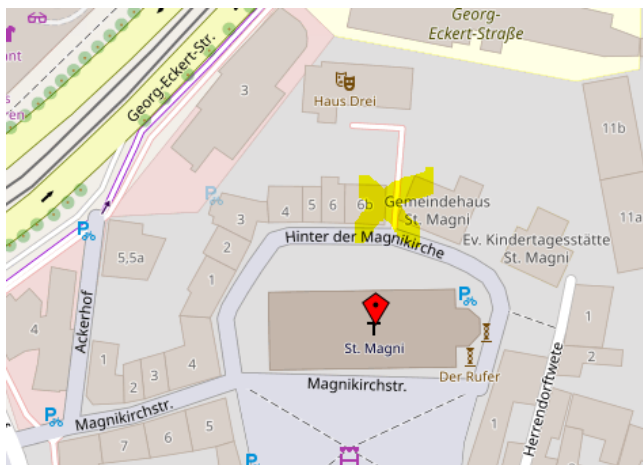 Georg-
Eckert-Straße
Georg-Eckert-Str.
3
Haus Drei
11b
11a
3
4
5
6
6b
Gemeindehaus
St. Magni
2
Hinter der Magnikirche
Ev. Kindertagesstätte
St. Magni
5,5a
1
P
P
P
4
Ackerhof
St. Magni
Der Rufer
1
2
1
2
3
4
Magnikirchstr.
Magnikirchstr.
Herrendorftwete
P
P
7
6
5
1
3